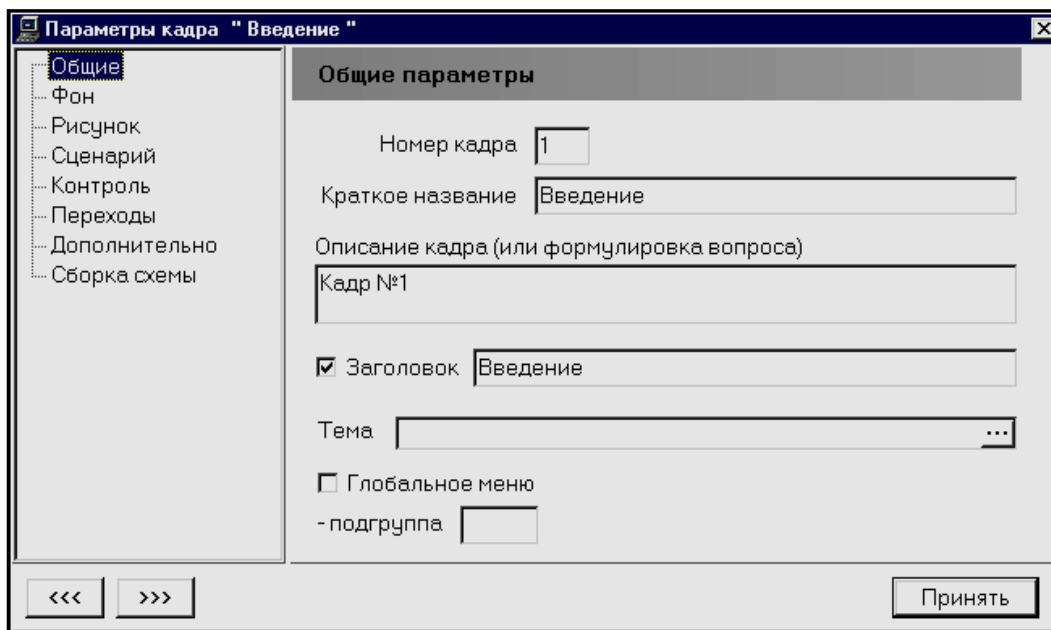 Параметры кадра " Введение "
Общие
Фон
Рисунок
Сценарий
Контроль
Переходы
Дополнительно
Сборка схемы
Общие параметры
Номер кадра 1
Краткое название Введение
Описание кадра (или формулировка вопроса)
Кадр №1
Заголовок Введение
Тема ...
Глобальное меню
- подгруппа
<<< >>> Принять